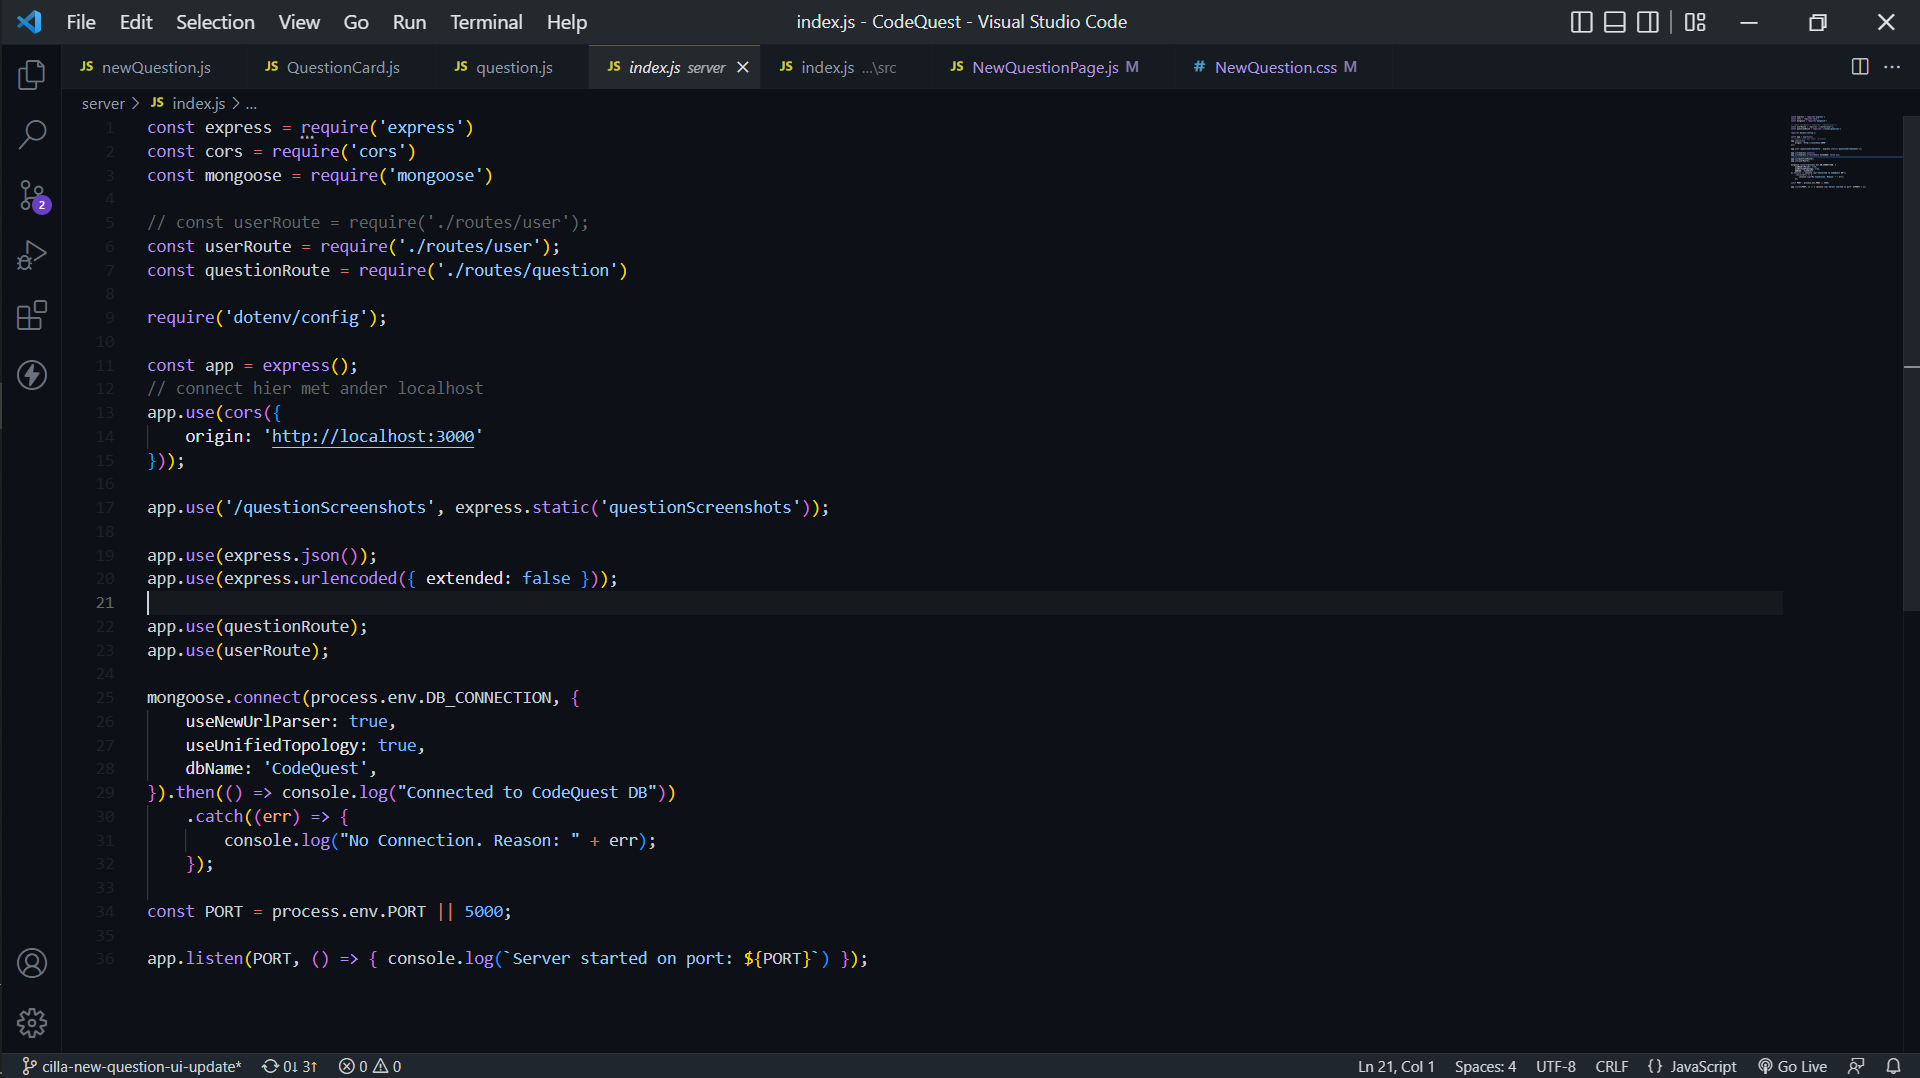 File Edit Selection View Go Run Terminal Help index.js - CodeQuest - Visual Studio Code
JS newQuestion.js JS QuestionCard.js JS question.js JS index.js server JS index.js ...\src JS NewQuestionPage.js M # NewQuestion.css M
server > JS index.js > ...
2
1 const express = require('express')
2 const cors = require('cors')
3 const mongoose = require('mongoose')
4
5 // const userRoute = require('./routes/user');
6 const userRoute = require('./routes/user');
7 const questionRoute = require('./routes/question')
8
9 require('dotenv/config');
10
11 const app = express();
12 // connect hier met ander localhost
13 app.use(cors({
14 origin: 'http://localhost:3000'
15 }));
16
17 app.use('/questionScreenshots', express.static('questionScreenshots'));
18
19 app.use(express.json());
20 app.use(express.urlencoded({ extended: false }));
21
22 app.use(questionRoute);
23 app.use(userRoute);
24
25 mongoose.connect(process.env.DB_CONNECTION, {
26 useNewUrlParser: true,
27 useUnifiedTopology: true,
28 dbName: 'CodeQuest',
29 }).then(() => console.log("Connected to CodeQuest DB"))
30 .catch((err) => {
31 console.log("No Connection. Reason: " + err);
32 });
33
34 const PORT = process.env.PORT || 5000;
35
36 app.listen(PORT, () => { console.log(`Server started on port: ${PORT}`) });
cilla-new-question-ui-update* 0↓ 3↑ 0 0 Ln 21, Col 1 Spaces: 4 UTF-8 CRLF {} JavaScript Go Live